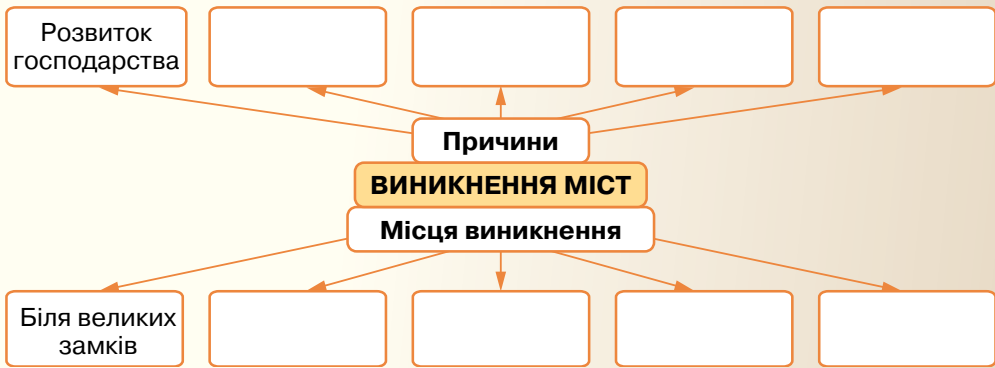 Розвиток
господарства
Причини
ВИНИКНЕННЯ МІСТ
Місця виникнення
Біля великих
замків